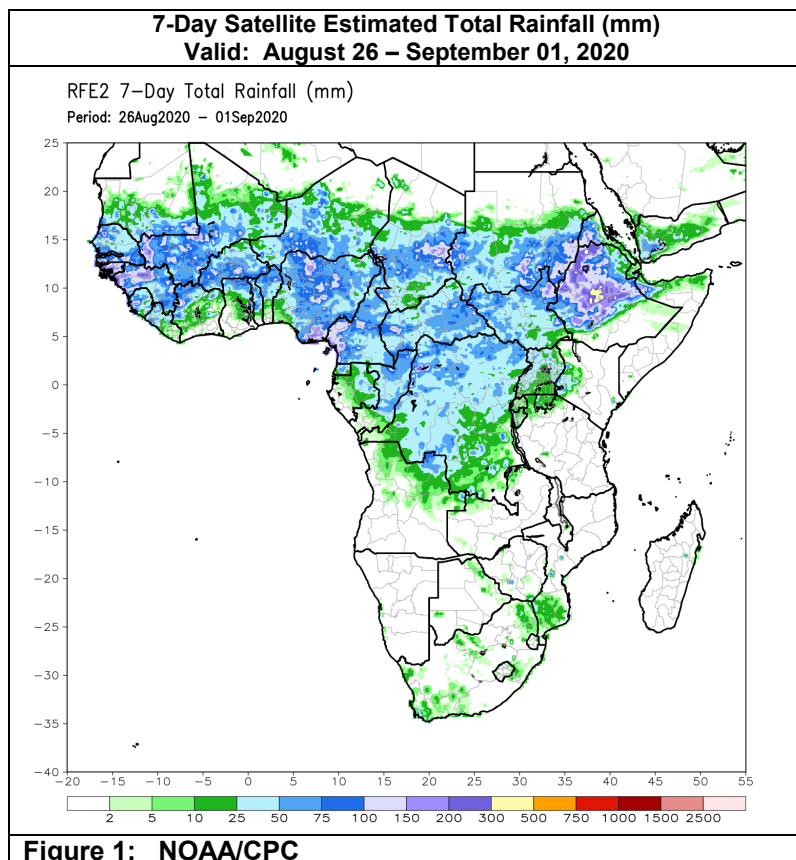 7-Day Satellite Estimated Total Rainfall (mm)
Valid:  August 26 – September 01, 2020
RFE2 7-Day Total Rainfall (mm)
Period: 26Aug2020 – 01Sep2020
25
20
15
10
5
0
-5
-10
-15
-20
-25
-30
-35
-40
-20 -15 -10 -5 0 5 10 15 20 25 30 35 40 45 50 55
2 5 10 25 50 75 100 150 200 300 500 750 1000 1500 2500
Figure 1:   NOAA/CPC